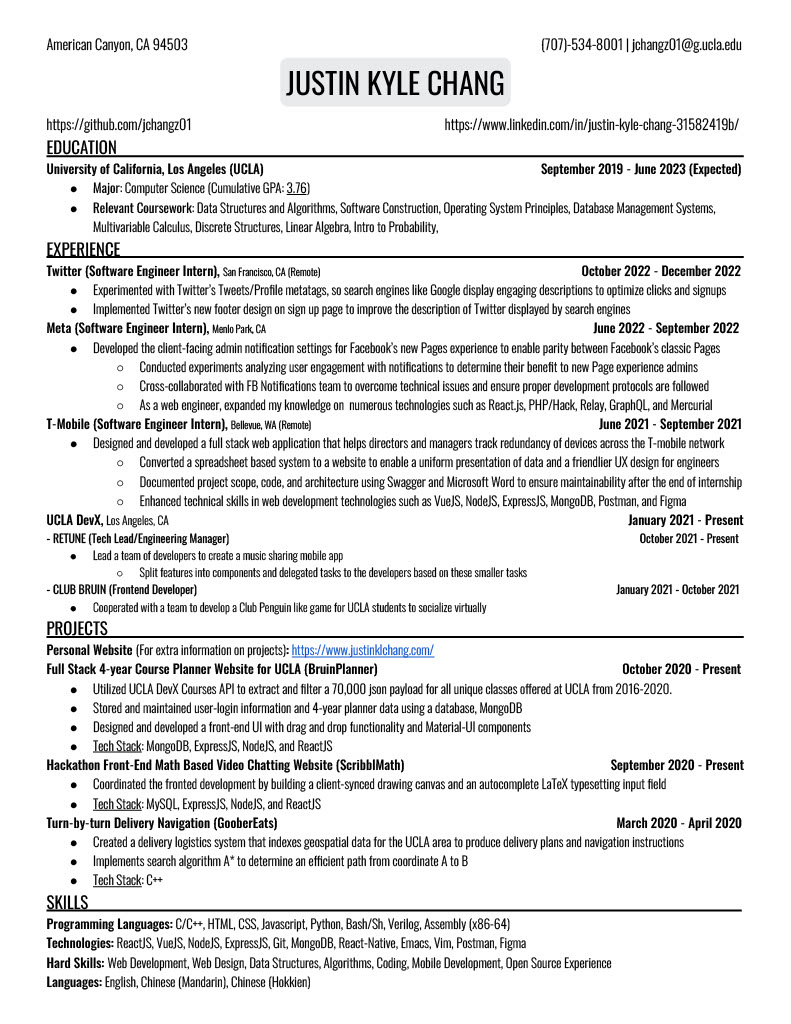 American Canyon, CA 94503 (707)-534-8001 | jchangz01@g.ucla.edu
JUSTIN KYLE CHANG
https://github.com/jchangz01 https://www.linkedin.com/in/justin-kyle-chang-31582419b/
EDUCATION
University of California, Los Angeles (UCLA) September 2019 - June 2023 (Expected)
● Major: Computer Science (Cumulative GPA: 3.76)
● Relevant Coursework: Data Structures and Algorithms, Software Construction, Operating System Principles, Database Management Systems,
Multivariable Calculus, Discrete Structures, Linear Algebra, Intro to Probability,
EXPERIENCE
Twitter (Software Engineer Intern), San Francisco, CA (Remote) October 2022 - December 2022
● Experimented with Twitter's Tweets/Profile metatags, so search engines like Google display engaging descriptions to optimize clicks and signups
● Implemented Twitter's new footer design on sign up page to improve the description of Twitter displayed by search engines
Meta (Software Engineer Intern), Menlo Park, CA June 2022 - September 2022
● Developed the client-facing admin notification settings for Facebook's new Pages experience to enable parity between Facebook's classic Pages
○ Conducted experiments analyzing user engagement with notifications to determine their benefit to new Page experience admins
○ Cross-collaborated with FB Notifications team to overcome technical issues and ensure proper development protocols are followed
○ As a web engineer, expanded my knowledge on numerous technologies such as React.js, PHP/Hack, Relay, GraphQL, and Mercurial
T-Mobile (Software Engineer Intern), Bellevue, WA (Remote) June 2021 - September 2021
● Designed and developed a full stack web application that helps directors and managers track redundancy of devices across the T-mobile network
○ Converted a spreadsheet based system to a website to enable a uniform presentation of data and a friendlier UX design for engineers
○ Documented project scope, code, and architecture using Swagger and Microsoft Word to ensure maintainability after the end of internship
○ Enhanced technical skills in web development technologies such as VueJS, NodeJS, ExpressJS, MongoDB, Postman, and Figma
UCLA DevX, Los Angeles, CA January 2021 - Present
- RETUNE (Tech Lead/Engineering Manager) October 2021 - Present
● Lead a team of developers to create a music sharing mobile app
○ Split features into components and delegated tasks to the developers based on these smaller tasks
- CLUB BRUIN (Frontend Developer) January 2021 - October 2021
● Cooperated with a team to develop a Club Penguin like game for UCLA students to socialize virtually
PROJECTS
Personal Website (For extra information on projects): https://www.justinklchang.com/
Full Stack 4-year Course Planner Website for UCLA (BruinPlanner) October 2020 - Present
● Utilized UCLA DevX Courses API to extract and filter a 70,000 json payload for all unique classes offered at UCLA from 2016-2020.
● Stored and maintained user-login information and 4-year planner data using a database, MongoDB
● Designed and developed a front-end UI with drag and drop functionality and Material-UI components
● Tech Stack: MongoDB, ExpressJS, NodeJS, and ReactJS
Hackathon Front-End Math Based Video Chatting Website (ScribblMath) September 2020 - Present
● Coordinated the fronted development by building a client-synced drawing canvas and an autocomplete LaTeX typesetting input field
● Tech Stack: MySQL, ExpressJS, NodeJS, and ReactJS
Turn-by-turn Delivery Navigation (GooberEats) March 2020 - April 2020
● Created a delivery logistics system that indexes geospatial data for the UCLA area to produce delivery plans and navigation instructions
● Implements search algorithm A* to determine an efficient path from coordinate A to B
● Tech Stack: C++
SKILLS
Programming Languages: C/C++, HTML, CSS, Javascript, Python, Bash/Sh, Verilog, Assembly (x86-64)
Technologies: ReactJS, VueJS, NodeJS, ExpressJS, Git, MongoDB, React-Native, Emacs, Vim, Postman, Figma
Hard Skills: Web Development, Web Design, Data Structures, Algorithms, Coding, Mobile Development, Open Source Experience
Languages: English, Chinese (Mandarin), Chinese (Hokkien)